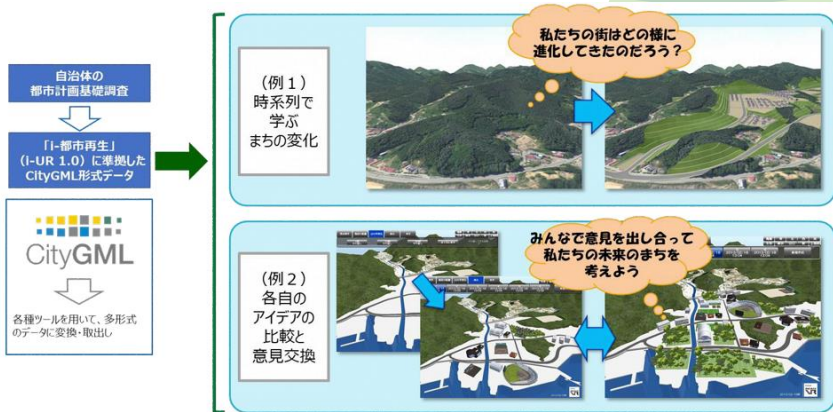 自治体の
都市計画基礎調査
「i-都市再生」
（i-UR 1.0）に準拠した
CityGML形式データ
CityGML
各種ツールを用いて、多形式
のデータに変換・取出し
（例１）
時系列で
学ぶ
まちの変化
私たちの街はどの様に
進化してきたのだろう？
（例２）
各自の
アイデアの
比較と
意見交換
みんなで意見を出し合って
私たちの未来のまちを
考えよう